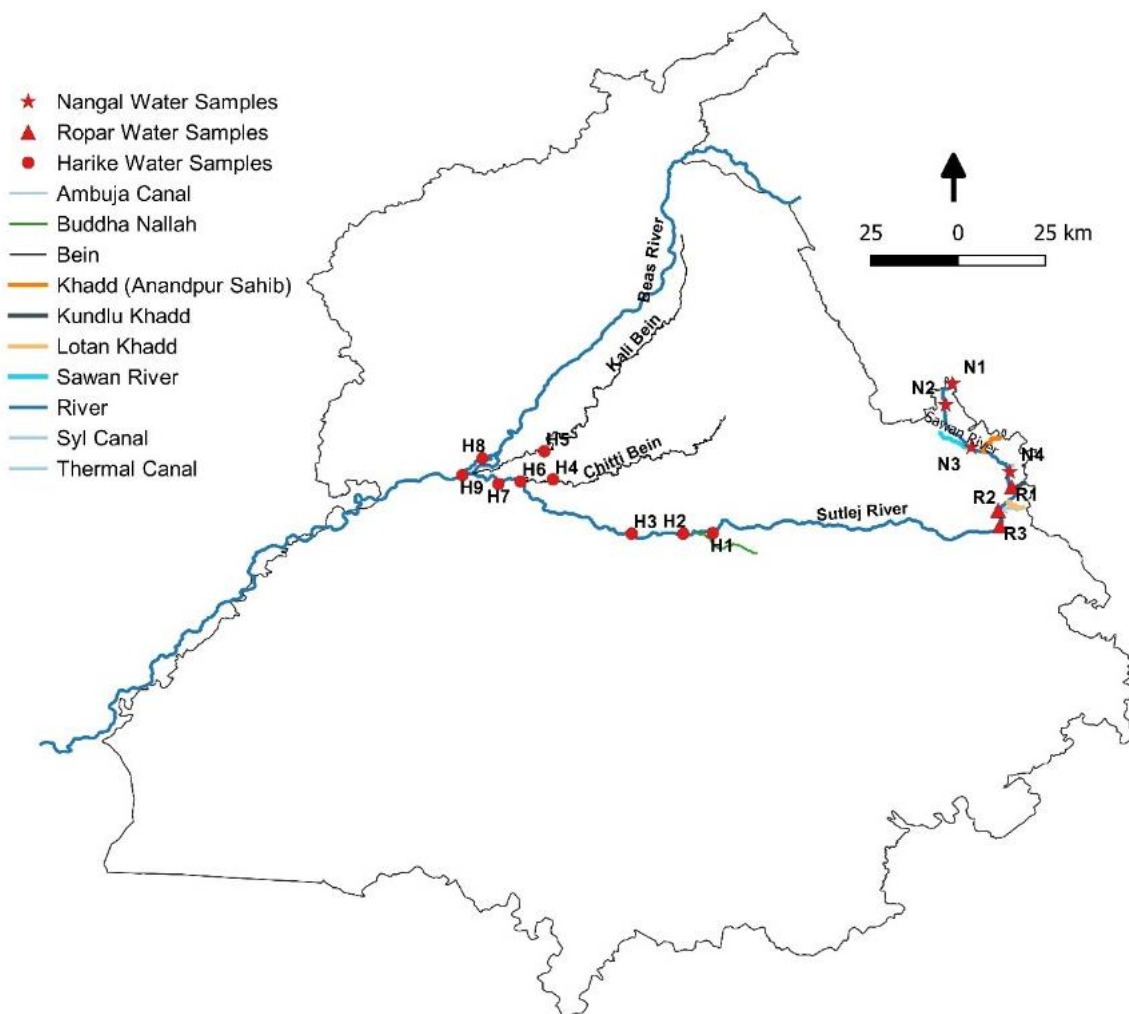 Nangal Water Samples
Ropar Water Samples
Harike Water Samples
Ambuja Canal
Buddha Nallah
Bein
Khadd (Anandpur Sahib)
Kundlu Khadd
Lotan Khadd
Sawan River
River
Syl Canal
Thermal Canal
25 0 25 km
Beas River
Kali Bein
Chitti Bein
Sutlej River
Sawan River
N1
N2
N3
N4
R1
R2
R3
H1
H2
H3
H4
H5
H6
H7
H8
H9